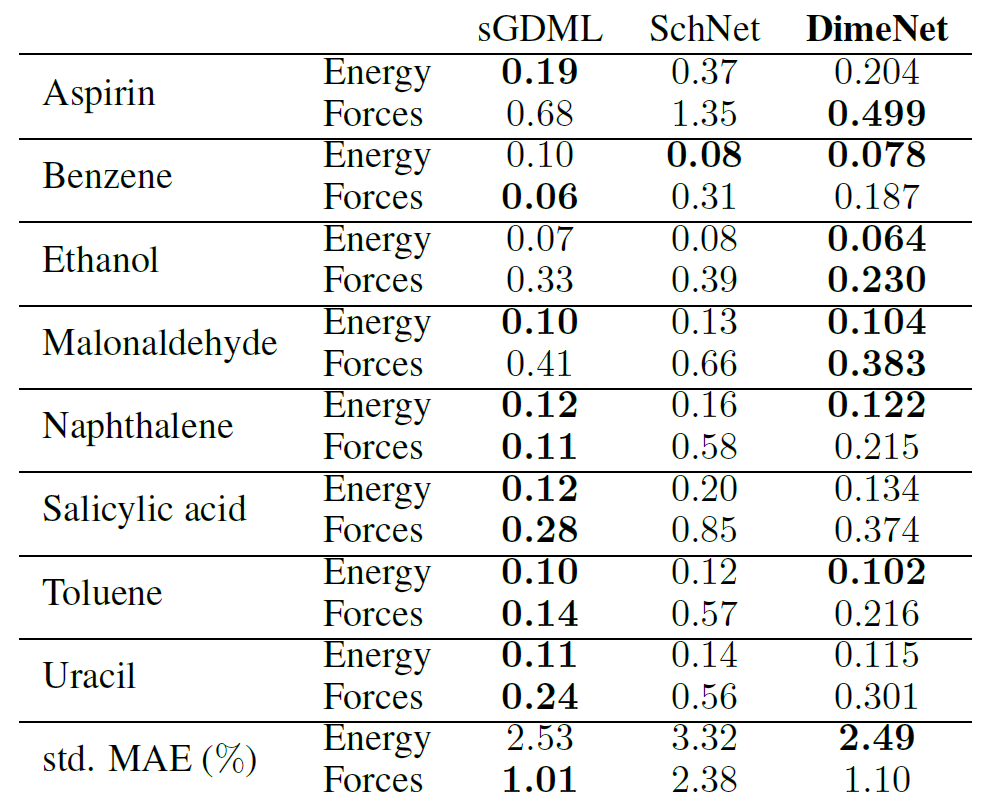 sGDML SchNet DimeNet
Aspirin Energy 0.19 0.37 0.204
Forces 0.68 1.35 0.499
Benzene Energy 0.10 0.08 0.078
Forces 0.06 0.31 0.187
Ethanol Energy 0.07 0.08 0.064
Forces 0.33 0.39 0.230
Malonaldehyde Energy 0.10 0.13 0.104
Forces 0.41 0.66 0.383
Naphthalene Energy 0.12 0.16 0.122
Forces 0.11 0.58 0.215
Salicylic acid Energy 0.12 0.20 0.134
Forces 0.28 0.85 0.374
Toluene Energy 0.10 0.12 0.102
Forces 0.14 0.57 0.216
Uracil Energy 0.11 0.14 0.115
Forces 0.24 0.56 0.301
std. MAE (%) Energy 2.53 3.32 2.49
Forces 1.01 2.38 1.10